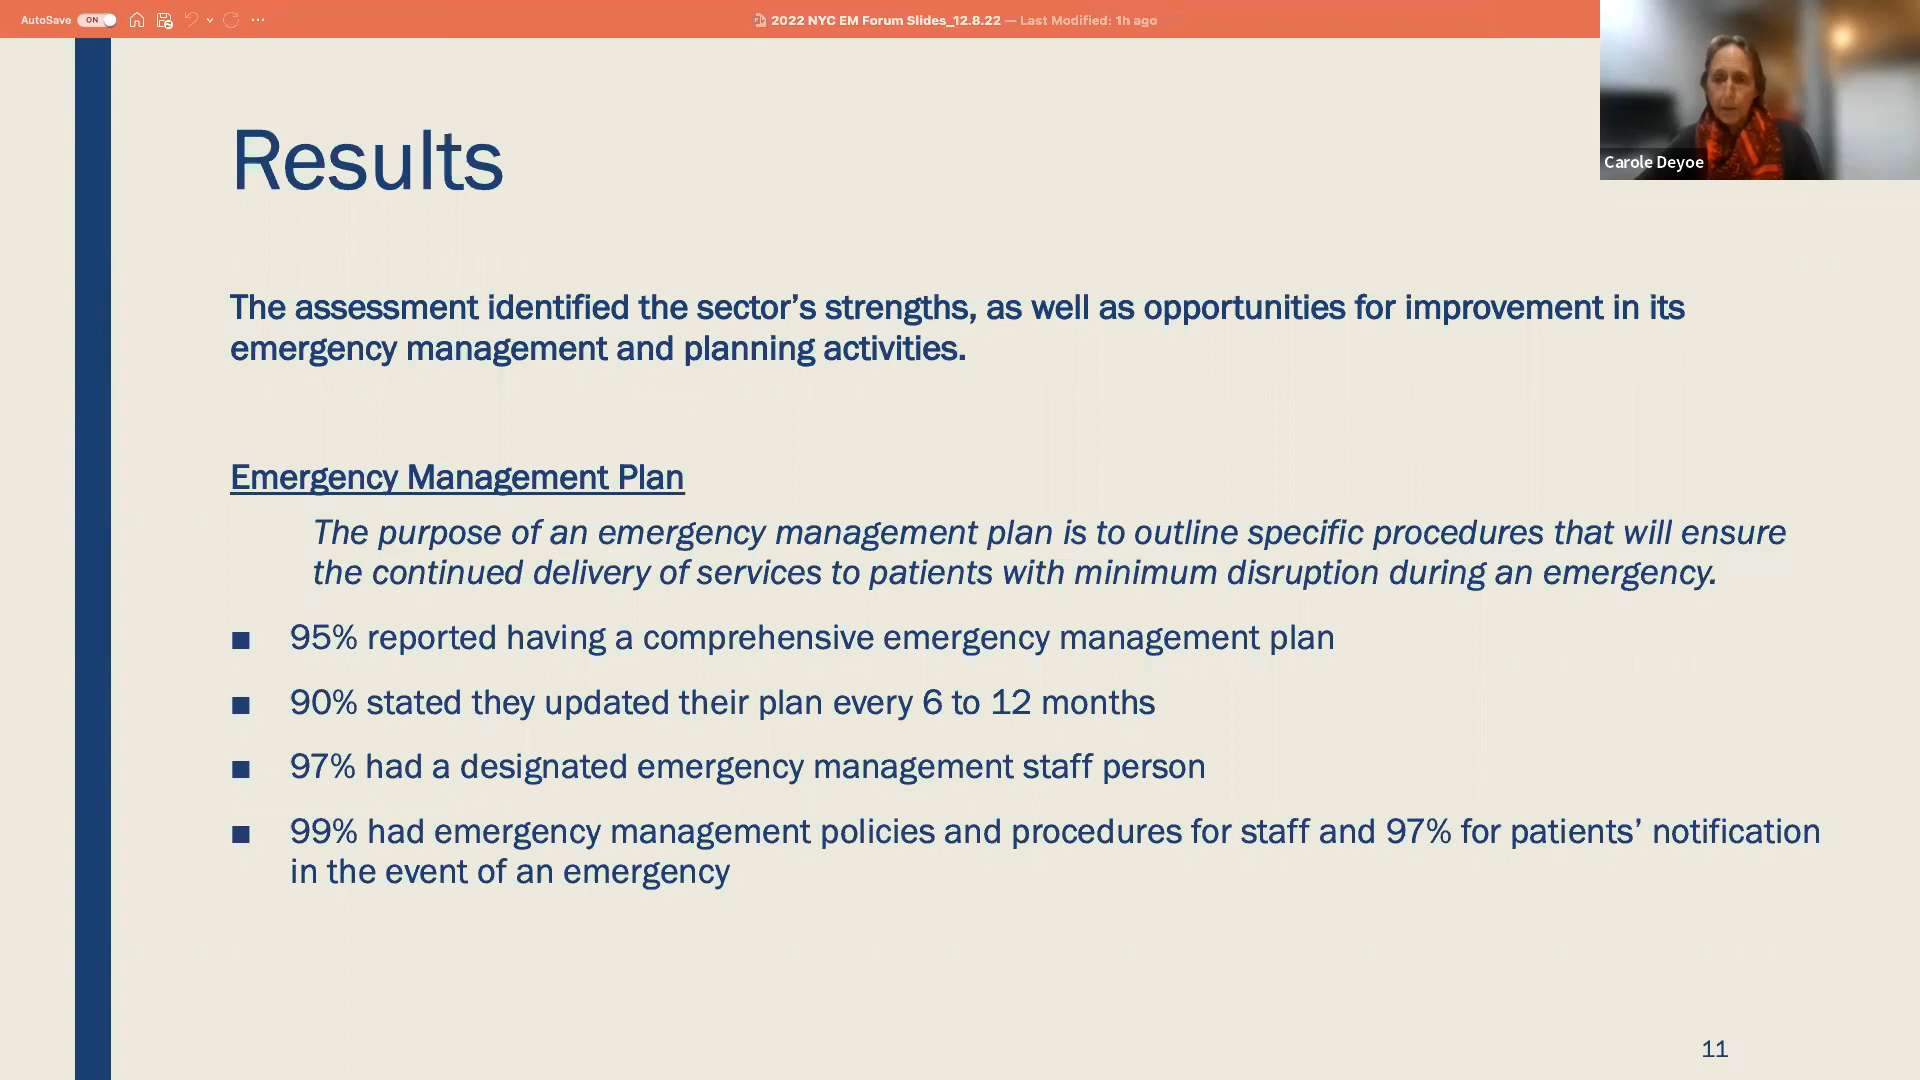 AutoSave ON 2022 NYC EM Forum Slides_12.8.22 — Last Modified: 1h ago
Carole Deyoe
Results
The assessment identified the sector’s strengths, as well as opportunities for improvement in its
emergency management and planning activities.
Emergency Management Plan
The purpose of an emergency management plan is to outline specific procedures that will ensure
the continued delivery of services to patients with minimum disruption during an emergency.
■ 95% reported having a comprehensive emergency management plan
■ 90% stated they updated their plan every 6 to 12 months
■ 97% had a designated emergency management staff person
■ 99% had emergency management policies and procedures for staff and 97% for patients’ notification
in the event of an emergency
11